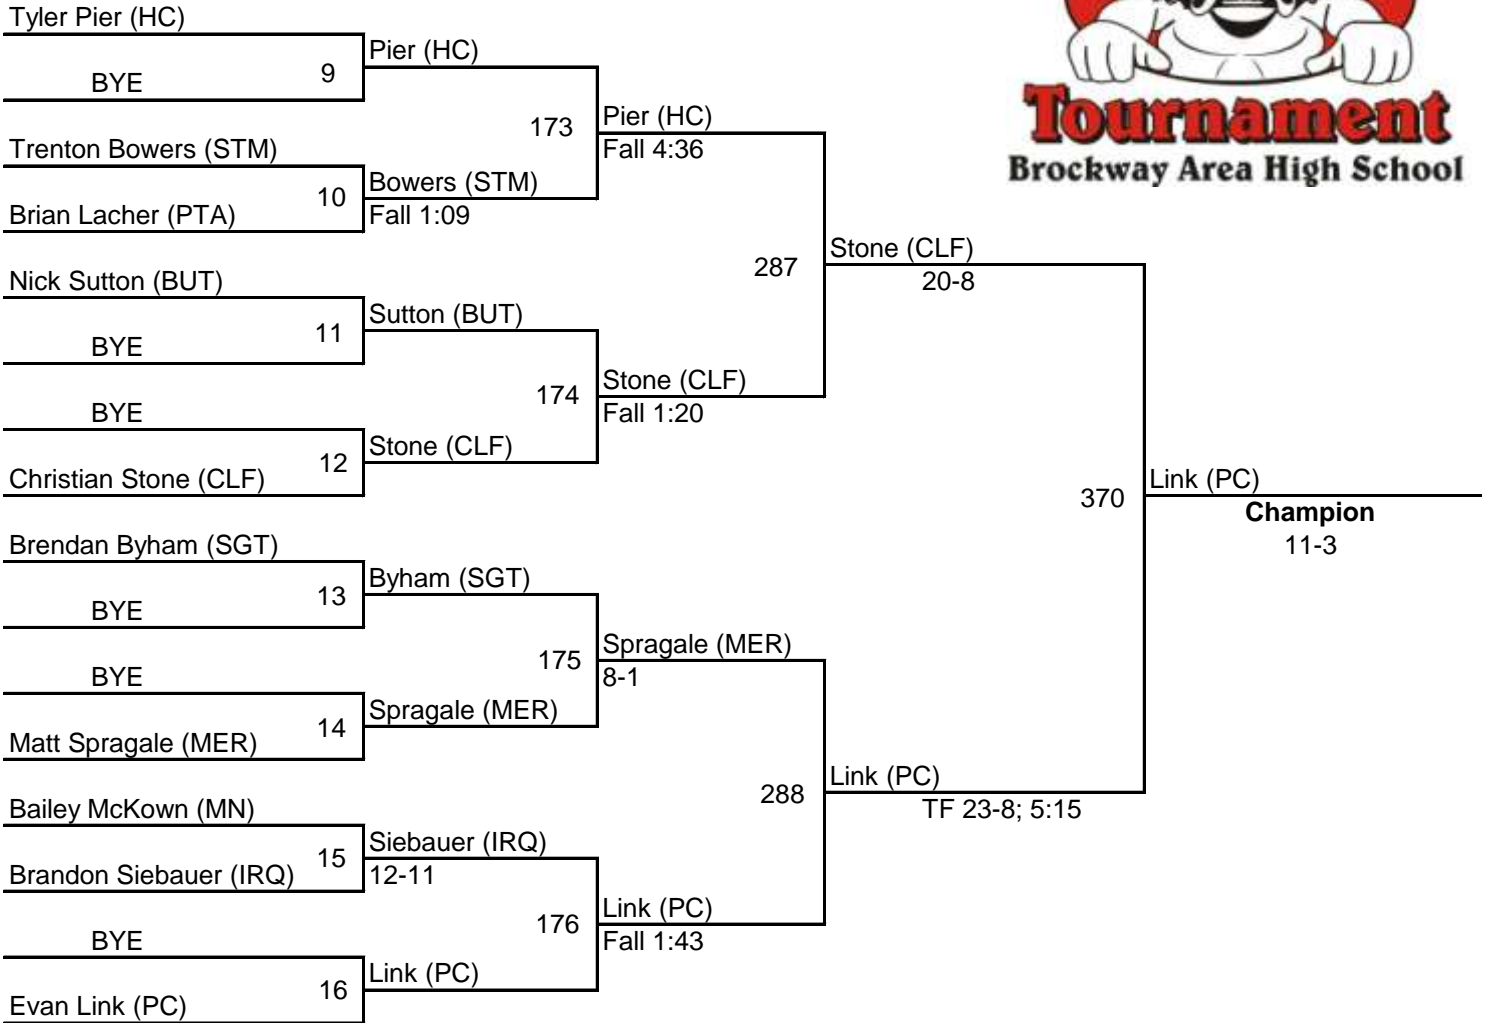 Tyler Pier (HC)
BYE
9
Pier (HC)
Trenton Bowers (STM)
Brian Lacher (PTA)
10
Bowers (STM)
Fall 1:09
173
Pier (HC)
Fall 4:36
Nick Sutton (BUT)
BYE
11
Sutton (BUT)
BYE
Christian Stone (CLF)
12
Stone (CLF)
174
Stone (CLF)
Fall 1:20
287
Stone (CLF)
20-8
Brendan Byham (SGT)
BYE
13
Byham (SGT)
BYE
Matt Spragale (MER)
14
Spragale (MER)
175
Spragale (MER)
8-1
Bailey McKown (MN)
Brandon Siebauer (IRQ)
15
Siebauer (IRQ)
12-11
BYE
Evan Link (PC)
16
Link (PC)
176
Link (PC)
Fall 1:43
288
Link (PC)
TF 23-8; 5:15
370
Link (PC)
Champion
11-3
Tournament
Brockway Area High School